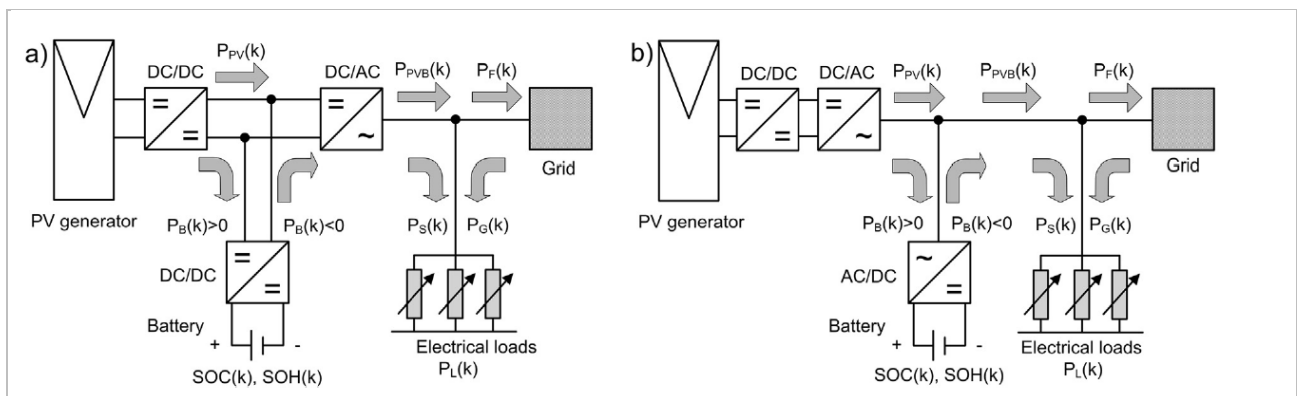 a)
P_PV(k)
DC/DC
DC/AC
P_PVB(k)
P_F(k)
=
=
=
~
Grid
PV generator
P_B(k)>0
P_B(k)<0
P_S(k)
P_G(k)
DC/DC
=
=
Battery
+
-
SOC(k), SOH(k)
Electrical loads
P_L(k)
b)
DC/DC
DC/AC
P_PV(k)
P_PVB(k)
P_F(k)
=
=
=
~
Grid
PV generator
P_B(k)>0
P_B(k)<0
P_S(k)
P_G(k)
AC/DC
~
=
Battery
+
-
SOC(k), SOH(k)
Electrical loads
P_L(k)